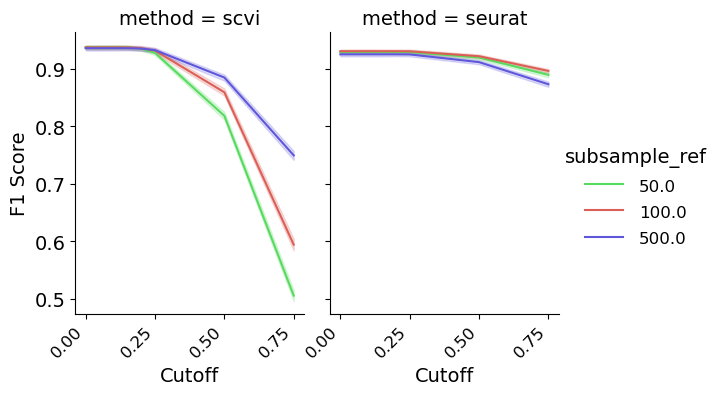 method = scvi
method = seurat
F1 Score
0.9
0.8
0.7
0.6
0.5
0.00
0.25
0.50
0.75
0.00
0.25
0.50
0.75
Cutoff
Cutoff
subsample_ref
50.0
100.0
500.0